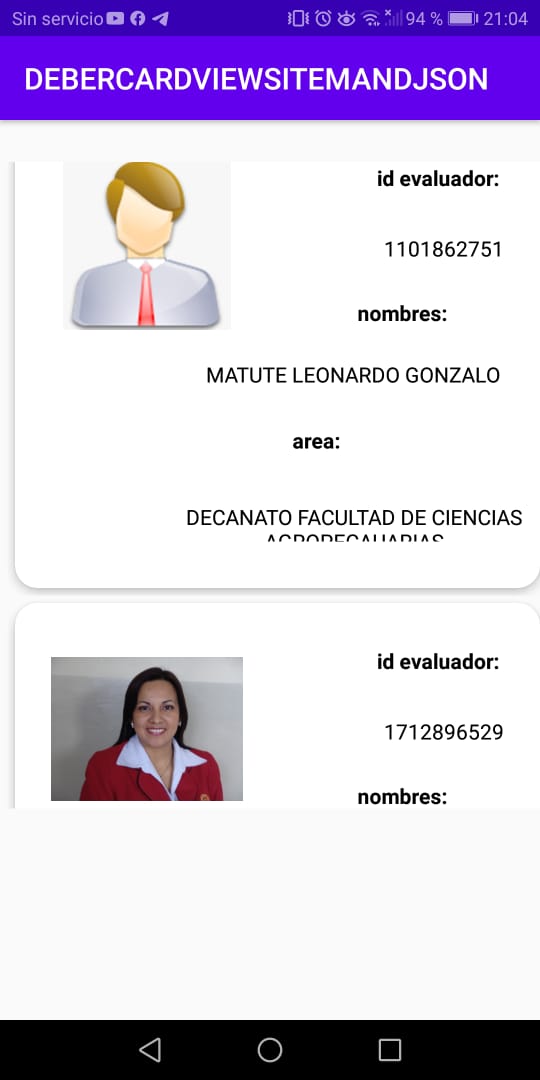 Sin servicio 94 % 21:04
DEBERCARDVIEWSITEMANDJSON
id evaluador:
1101862751
nombres:
MATUTE LEONARDO GONZALO
area:
DECANATO FACULTAD DE CIENCIAS
AGROPECAUARIAS
id evaluador:
1712896529
nombres: